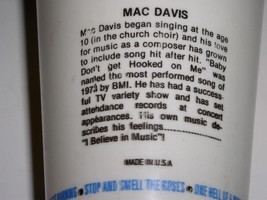 MAC DAVIS
Mac Davis began singing at the age
10 (in the church choir) and his love
for music as a composer has grown
to include song hit after hit. "Baby
Don't get Hooked on Me" was
named the most performed song of
1973 by BMI. He has had a success-
ful TV variety show and has set
attendance records at concert
appearances. His own music de-
scribes his feelings
"I Believe in Music"!
MADE IN U.S.A
STOP AND SMELL THE ROSES • ONE HELL OF A